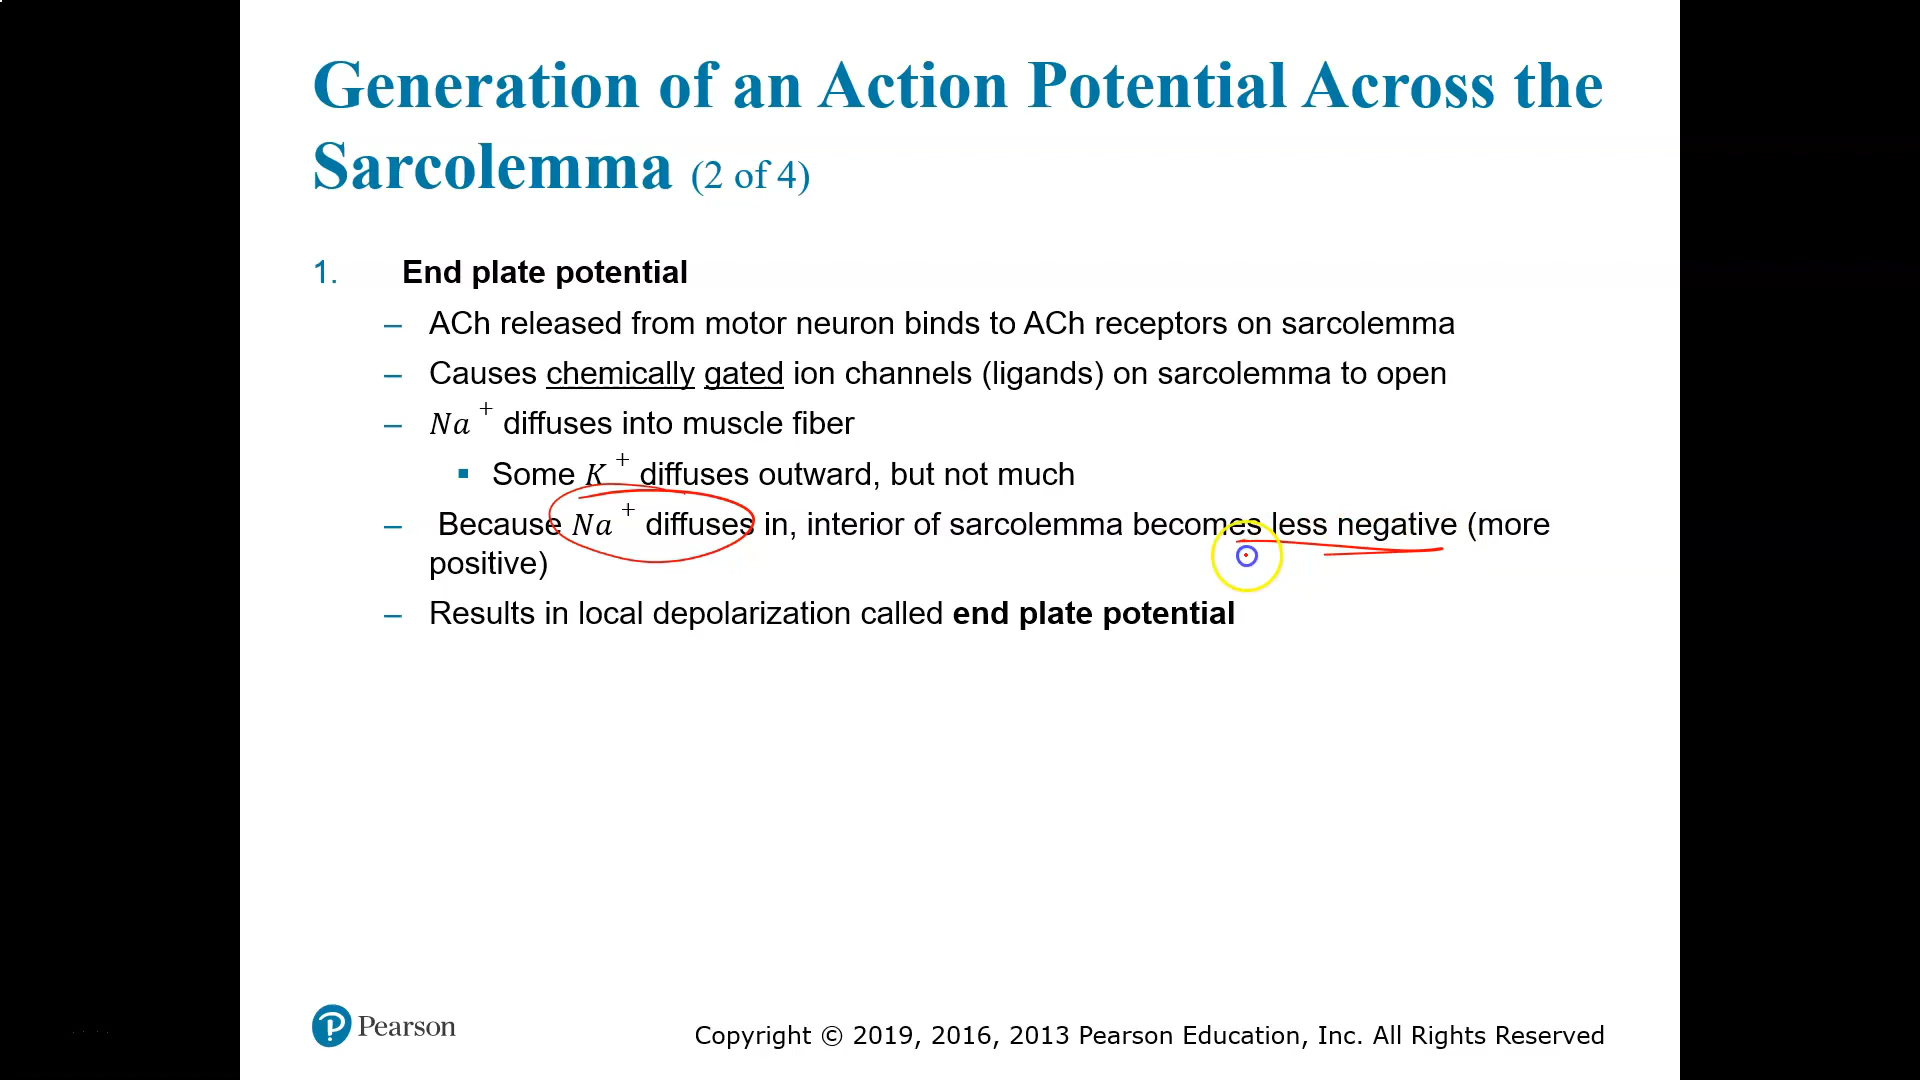 Generation of an Action Potential Across the
Sarcolemma (2 of 4)
1. End plate potential
– ACh released from motor neuron binds to ACh receptors on sarcolemma
– Causes chemically gated ion channels (ligands) on sarcolemma to open
– Na⁺ diffuses into muscle fiber
▪ Some K⁺ diffuses outward, but not much
– Because Na⁺ diffuses in, interior of sarcolemma becomes less negative (more
positive)
– Results in local depolarization called end plate potential
Pearson
Copyright © 2019, 2016, 2013 Pearson Education, Inc. All Rights Reserved